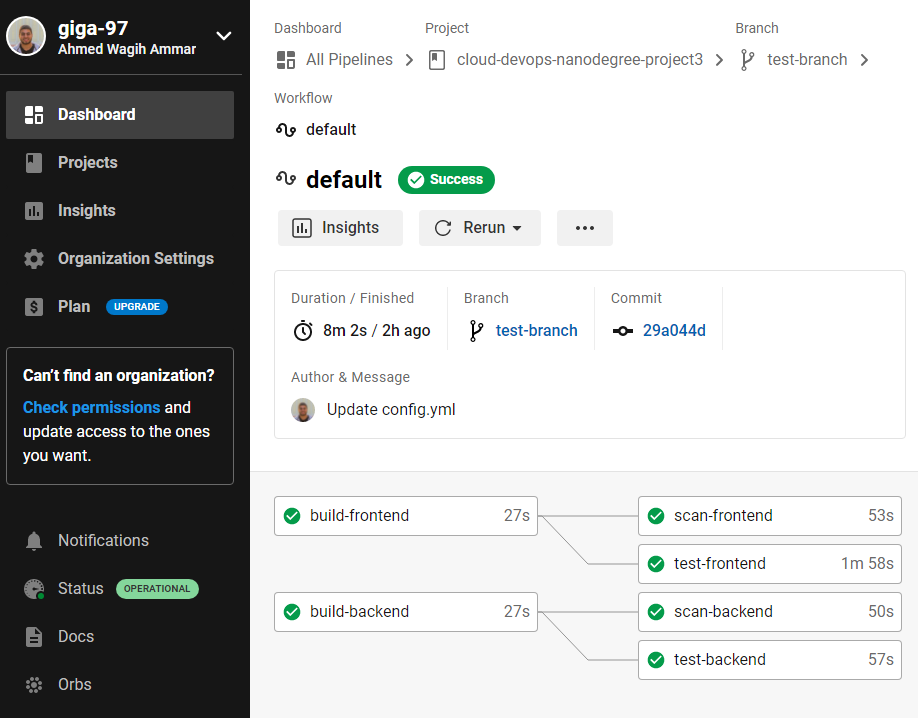 giga-97
Ahmed Wagih Ammar
Dashboard
Projects
Insights
Organization Settings
Plan UPGRADE
Can't find an organization?
Check permissions and
update access to the ones
you want.
Notifications
Status OPERATIONAL
Docs
Orbs
Dashboard Project Branch
All Pipelines cloud-devops-nanodegree-project3 test-branch
Workflow
default
default Success
Insights Rerun
Duration / Finished Branch Commit
8m 2s / 2h ago test-branch 29a044d
Author & Message
Update config.yml
build-frontend 27s scan-frontend 53s
test-frontend 1m 58s
build-backend 27s scan-backend 50s
test-backend 57s